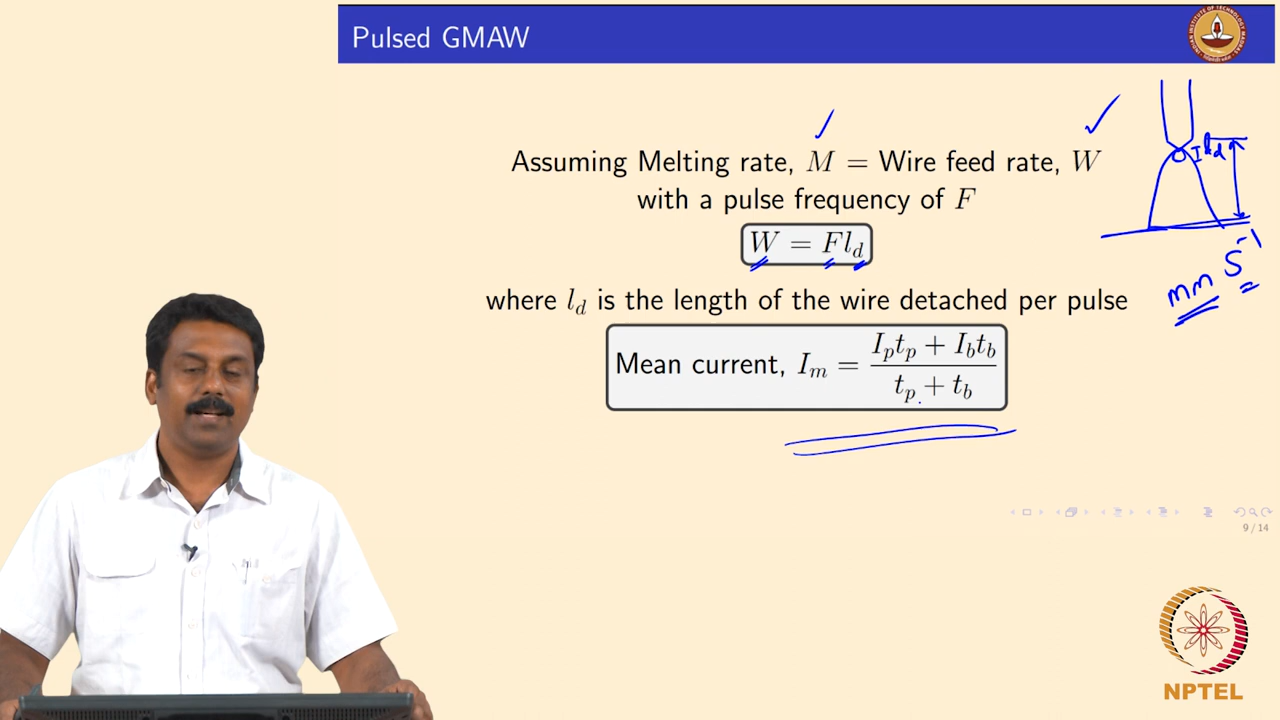 Pulsed GMAW
Assuming Melting rate, M = Wire feed rate, W
with a pulse frequency of F
W = Fl_d
where l_d is the length of the wire detached per pulse
Mean current, I_m = (I_p t_p + I_b t_b) / (t_p + t_b)
l_d
mm S^-1
9 / 14
NPTEL